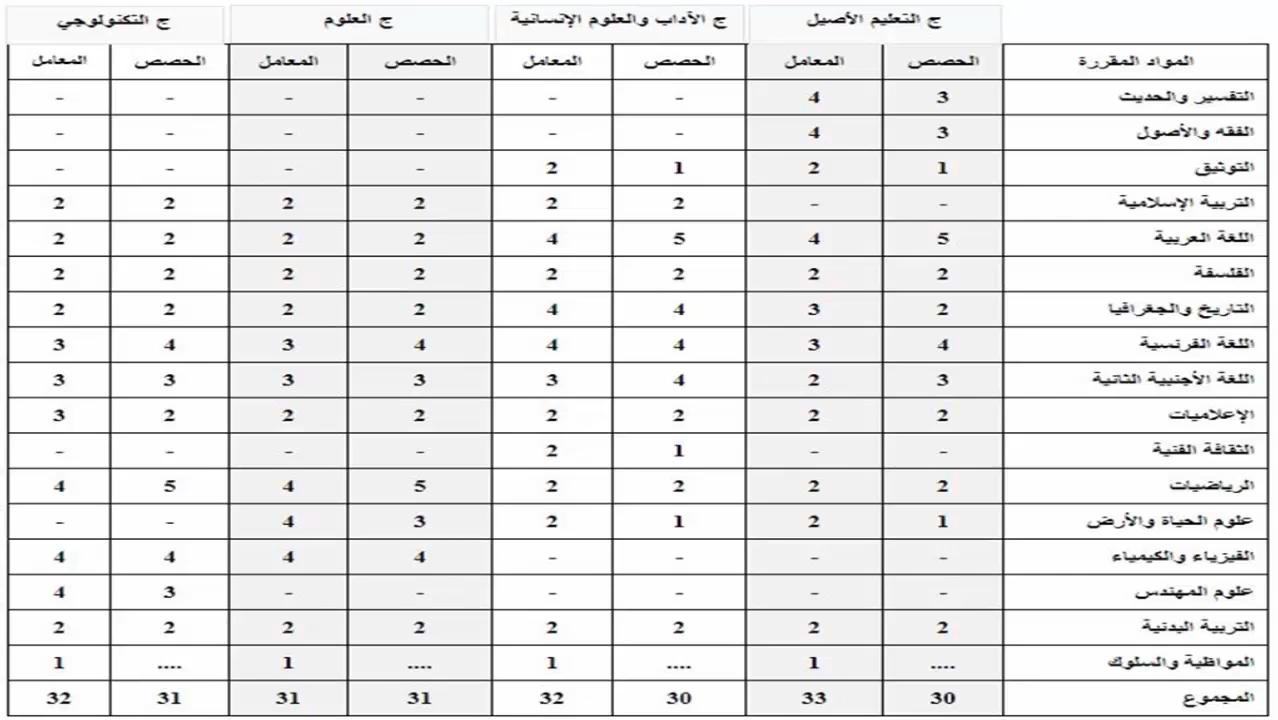 ج التعليم الأصيل ج الأداب والعلوم الإنسانية ج العلوم ج التكنولوجي
المواد المقررة الحصص المعامل الحصص المعامل الحصص المعامل الحصص المعامل
التفسير والحديث 3 4 - - - - - -
الفقه والأصول 3 4 - - - - - -
التوثيق 1 2 1 2 - - - -
التربية الإسلامية - - 2 2 2 2 2 2
اللغة العربية 5 4 5 4 2 2 2 2
الفلسفة 2 2 2 2 2 2 2 2
التاريخ والجغرافيا 2 3 4 4 2 2 2 2
اللغة الفرنسية 4 3 4 4 4 3 4 3
اللغة الأجنبية الثانية 3 2 4 3 3 3 3 3
الإعلاميات 2 2 2 2 2 2 2 3
الثقافة الفنية - - 1 2 - - - -
الرياضيات 2 2 2 2 5 4 5 4
علوم الحياة والأرض 1 2 1 2 3 4 - -
الفيزياء والكيمياء - - - - 4 4 4 4
علوم المهندس - - - - - - 3 4
التربية البدنية 2 2 2 2 2 2 2 2
المواظبة والسلوك .... 1 .... 1 .... 1 .... 1
المجموع 30 33 30 32 31 31 31 32